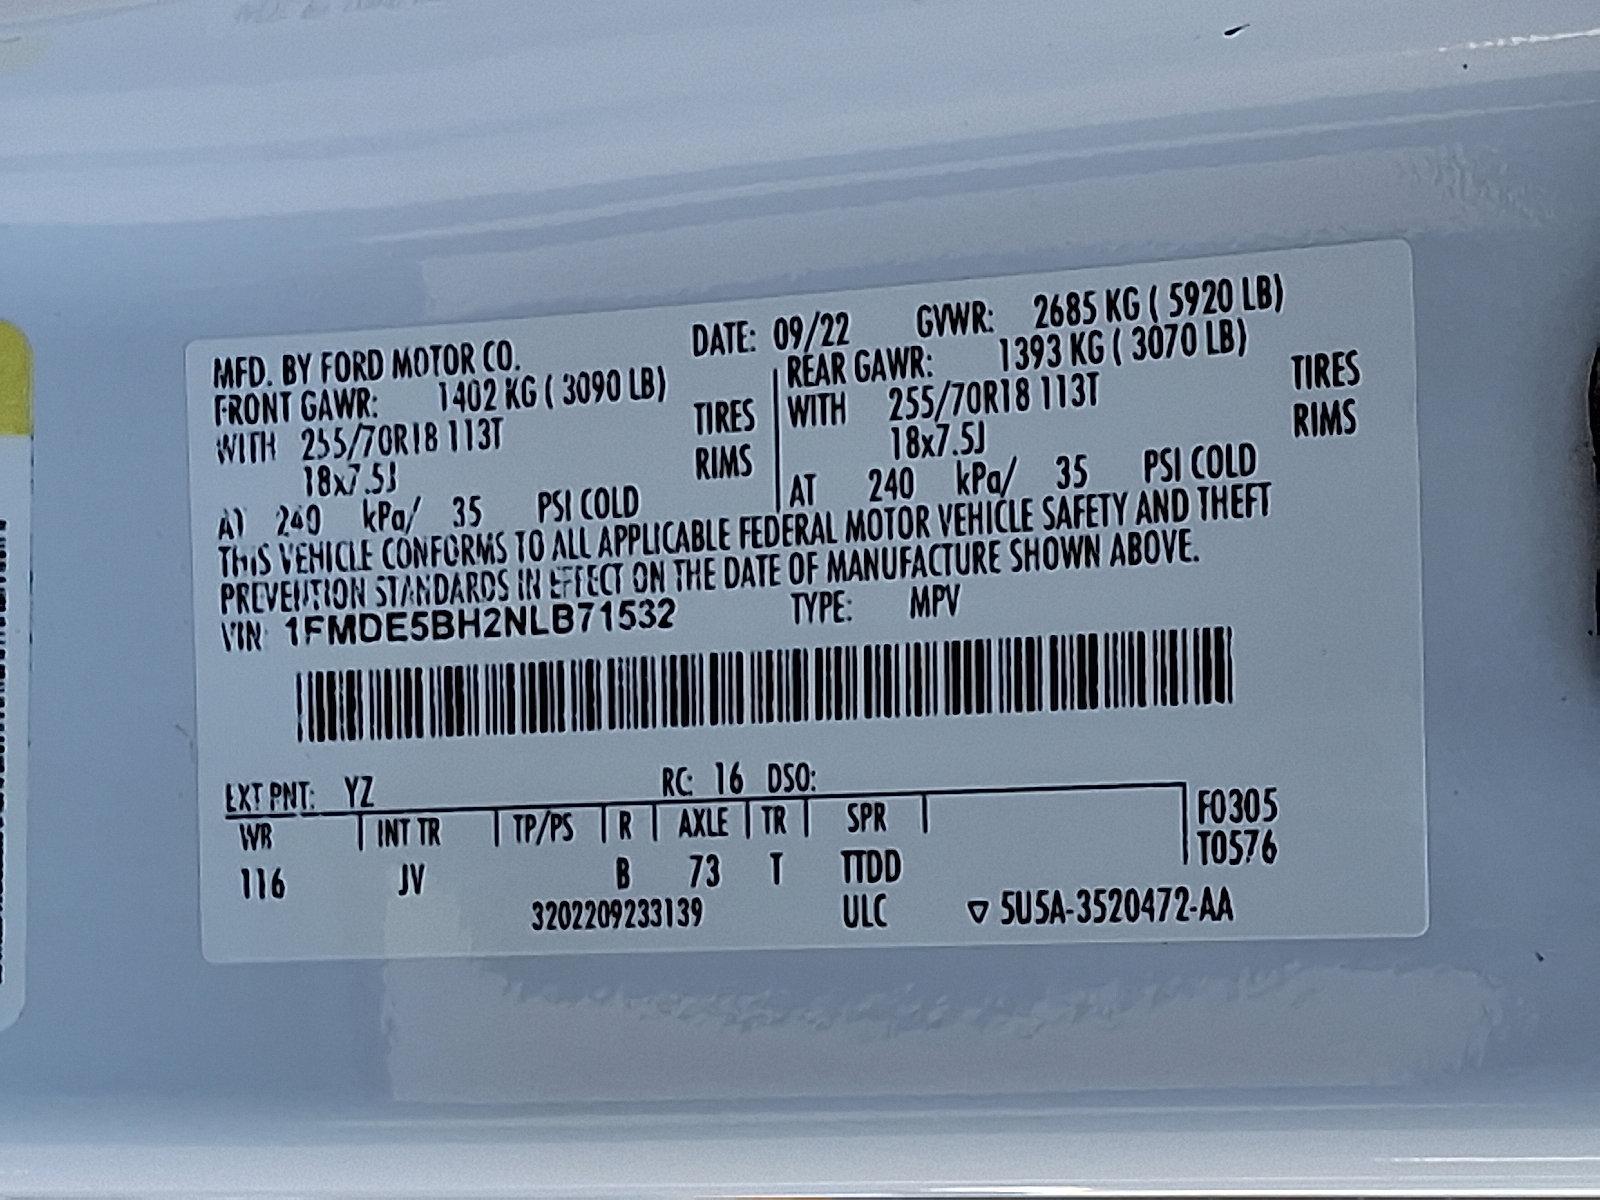 MFD. BY FORD MOTOR CO. DATE: 09/22 GVWR: 2685 KG ( 5920 LB)
FRONT GAWR: 1402 KG ( 3090 LB) REAR GAWR: 1393 KG ( 3070 LB)
WITH 255/70R18 113T TIRES WITH 255/70R18 113T TIRES
18x7.5J RIMS 18x7.5J RIMS
AT 240 kPa/ 35 PSI COLD AT 240 kPa/ 35 PSI COLD
THIS VEHICLE CONFORMS TO ALL APPLICABLE FEDERAL MOTOR VEHICLE SAFETY AND THEFT
PREVENTION STANDARDS IN EFFECT ON THE DATE OF MANUFACTURE SHOWN ABOVE.
VIN: 1FMDE5BH2NLB71532 TYPE: MPV
EXT PNT: YZ RC: 16 DSO:
WB INT TR TP/PS R AXLE TR SPR F0305
116 JV B 73 T TTDD T0576
3202209233139 ULC ▽ 5U5A-3520472-AA